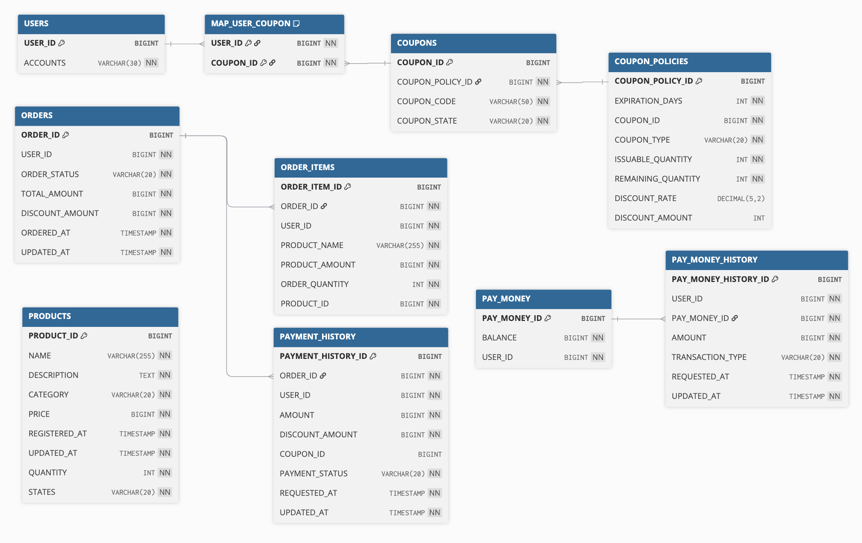 USERS
USER_ID BIGINT
ACCOUNTS VARCHAR(30) NN
MAP_USER_COUPON
USER_ID BIGINT NN
COUPON_ID BIGINT NN
COUPONS
COUPON_ID BIGINT
COUPON_POLICY_ID BIGINT NN
COUPON_CODE VARCHAR(50) NN
COUPON_STATE VARCHAR(20) NN
COUPON_POLICIES
COUPON_POLICY_ID BIGINT
EXPIRATION_DAYS INT NN
COUPON_ID BIGINT NN
COUPON_TYPE VARCHAR(20) NN
ISSUABLE_QUANTITY INT NN
REMAINING_QUANTITY INT NN
DISCOUNT_RATE DECIMAL(5,2)
DISCOUNT_AMOUNT INT
ORDERS
ORDER_ID BIGINT
USER_ID BIGINT NN
ORDER_STATUS VARCHAR(20) NN
TOTAL_AMOUNT BIGINT NN
DISCOUNT_AMOUNT BIGINT NN
ORDERED_AT TIMESTAMP NN
UPDATED_AT TIMESTAMP NN
ORDER_ITEMS
ORDER_ITEM_ID BIGINT
ORDER_ID BIGINT NN
USER_ID BIGINT NN
PRODUCT_NAME VARCHAR(255) NN
PRODUCT_AMOUNT BIGINT NN
ORDER_QUANTITY INT NN
PRODUCT_ID BIGINT NN
PRODUCTS
PRODUCT_ID BIGINT
NAME VARCHAR(255) NN
DESCRIPTION TEXT NN
CATEGORY VARCHAR(20) NN
PRICE BIGINT NN
REGISTERED_AT TIMESTAMP NN
UPDATED_AT TIMESTAMP NN
QUANTITY INT NN
STATES VARCHAR(20) NN
PAYMENT_HISTORY
PAYMENT_HISTORY_ID BIGINT
ORDER_ID BIGINT NN
USER_ID BIGINT NN
AMOUNT BIGINT NN
DISCOUNT_AMOUNT BIGINT NN
COUPON_ID BIGINT
PAYMENT_STATUS VARCHAR(20) NN
REQUESTED_AT TIMESTAMP NN
UPDATED_AT TIMESTAMP NN
PAY_MONEY
PAY_MONEY_ID BIGINT
BALANCE BIGINT NN
USER_ID BIGINT NN
PAY_MONEY_HISTORY
PAY_MONEY_HISTORY_ID BIGINT
USER_ID BIGINT NN
PAY_MONEY_ID BIGINT NN
AMOUNT BIGINT NN
TRANSACTION_TYPE VARCHAR(20) NN
REQUESTED_AT TIMESTAMP NN
UPDATED_AT TIMESTAMP NN